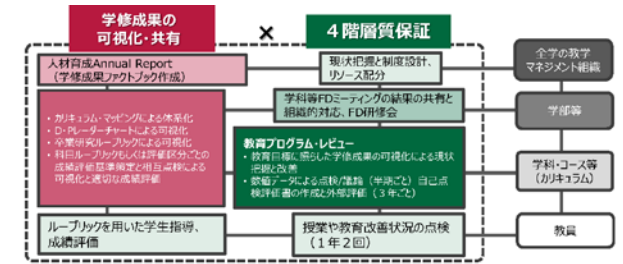 学修成果の
可視化・共有
×
4階層質保証
人材育成Annual Report
(学修成果ファクトブック作成)
現状把握と制度設計、
リソース配分
全学の教学
マネジメント組織
学科等FDミーティングの結果の共有と
組織的対応、FD研修会
学部等
・カリキュラム・マッピングによる体系化
・D・Pレーダーチャートによる可視化
・卒業研究ルーブリックによる可視化
・科目ルーブリックもしくは評価区分ごとの
成績評価基準策定と相互点検による
可視化と適切な成績評価
教育プログラム・レビュー
・教育目標に照らした学修成果の可視化による現状
把握と改善
・数値データによる点検/議論(半期ごと)自己点
検評価書の作成と外部評価(3年ごと)
学科・コース等
(カリキュラム)
ルーブリックを用いた学生指導、
成績評価
授業や教育改善状況の点検
(1年2回)
教員